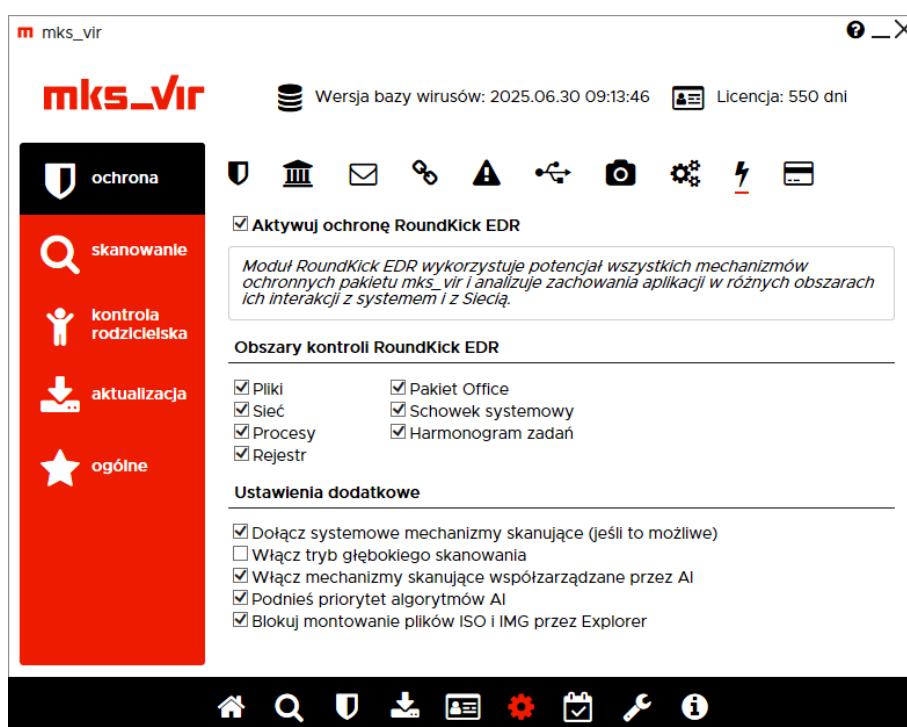 mks_vir
mks_vir
Wersja bazy wirusów: 2025.06.30 09:13:46
Licencja: 550 dni
ochrona
skanowanie
kontrola
rodzicielska
aktualizacja
ogólne
Aktywuj ochronę RoundKick EDR
Moduł RoundKick EDR wykorzystuje potencjał wszystkich mechanizmów
ochronnych pakietu mks_vir i analizuje zachowania aplikacji w różnych obszarach
ich interakcji z systemem i z Siecią.
Obszary kontroli RoundKick EDR
Pliki
Sieć
Procesy
Rejestr
Pakiet Office
Schowek systemowy
Harmonogram zadań
Ustawienia dodatkowe
Dołącz systemowe mechanizmy skanujące (jeśli to możliwe)
Włącz tryb głębokiego skanowania
Włącz mechanizmy skanujące współzarządzane przez AI
Podnieś priorytet algorytmów AI
Blokuj montowanie plików ISO i IMG przez Explorer